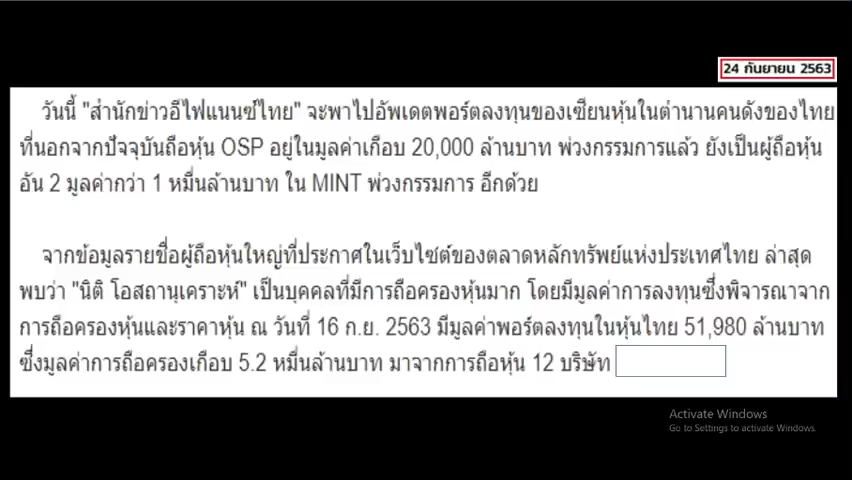 24 กันยายน 2563
วันนี้ "สำนักข่าวอีไฟแนนซ์ไทย" จะพาไปอัพเดตพอร์ตลงทุนของเซียนหุ้นในตำนานคนดังของไทย
ที่นอกจากปัจจุบันถือหุ้น OSP อยู่ในมูลค่าเกือบ 20,000 ล้านบาท พ่วงกรรมการแล้ว ยังเป็นผู้ถือหุ้น
อัน 2 มูลค่ากว่า 1 หมื่นล้านบาท ใน MINT พ่วงกรรมการ อีกด้วย
จากข้อมูลรายชื่อผู้ถือหุ้นใหญ่ที่ประกาศในเว็บไซต์ของตลาดหลักทรัพย์แห่งประเทศไทย ล่าสุด
พบว่า "นิติ โอสถานุเคราะห์" เป็นบุคคลที่มีการถือครองหุ้นมาก โดยมีมูลค่าการลงทุนซึ่งพิจารณาจาก
การถือครองหุ้นและราคาหุ้น ณ วันที่ 16 ก.ย. 2563 มีมูลค่าพอร์ตลงทุนในหุ้นไทย 51,980 ล้านบาท
ซึ่งมูลค่าการถือครองเกือบ 5.2 หมื่นล้านบาท มาจากการถือหุ้น 12 บริษัท
Activate Windows
Go to Settings to activate Windows.